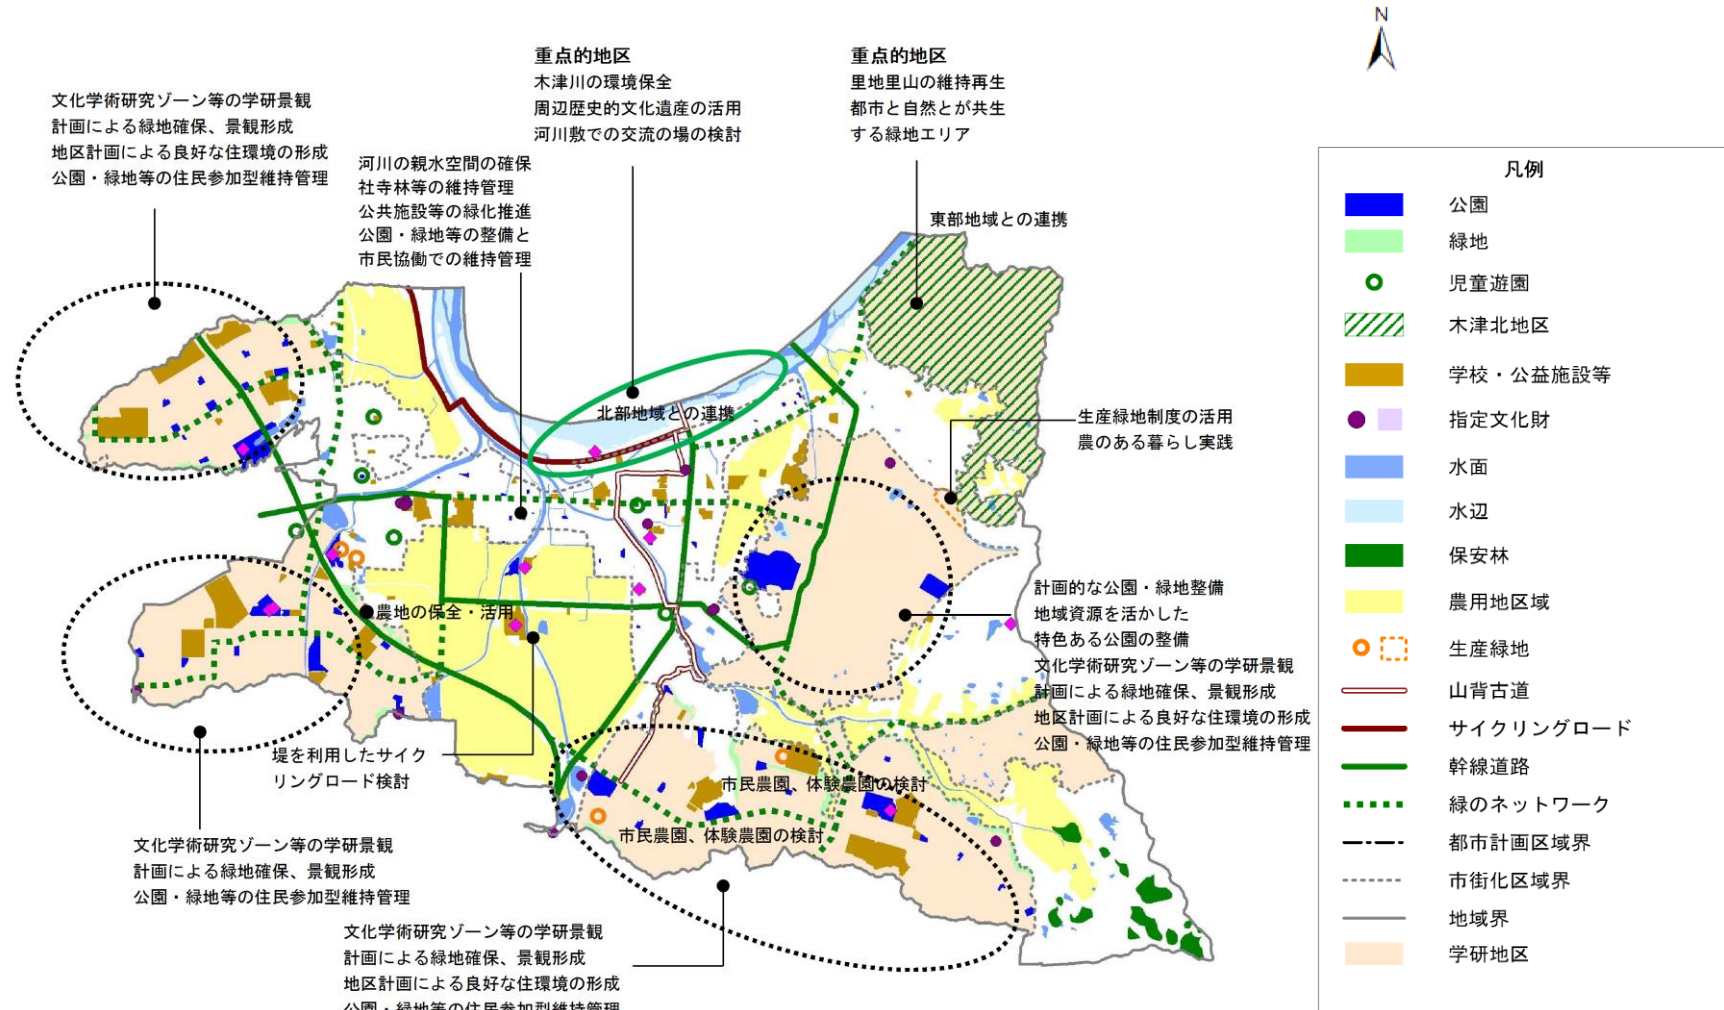 N
重点的地区
木津川の環境保全
周辺歴史的文化遺産の活用
河川敷での交流の場の検討
重点的地区
里地里山の維持再生
都市と自然とが共生
する緑地エリア
文化学術研究ゾーン等の学研景観
計画による緑地確保、景観形成
地区計画による良好な住環境の形成
公園・緑地等の住民参加型維持管理
河川の親水空間の確保
社寺林等の維持管理
公共施設等の緑化推進
公園・緑地等の整備と
市民協働での維持管理
東部地域との連携
北部地域との連携
生産緑地制度の活用
農のある暮らし実践
農地の保全・活用
計画的な公園・緑地整備
地域資源を活かした
特色ある公園の整備
文化学術研究ゾーン等の学研景観
計画による緑地確保、景観形成
地区計画による良好な住環境の形成
公園・緑地等の住民参加型維持管理
堤を利用したサイク
リングロード検討
市民農園、体験農園の検討
市民農園、体験農園の検討
文化学術研究ゾーン等の学研景観
計画による緑地確保、景観形成
公園・緑地等の住民参加型維持管理
文化学術研究ゾーン等の学研景観
計画による緑地確保、景観形成
地区計画による良好な住環境の形成
公園・緑地等の住民参加型維持管理
凡例
公園
緑地
児童遊園
木津北地区
学校・公益施設等
指定文化財
水面
水辺
保安林
農用地区域
生産緑地
山背古道
サイクリングロード
幹線道路
緑のネットワーク
都市計画区域界
市街化区域界
地域界
学研地区